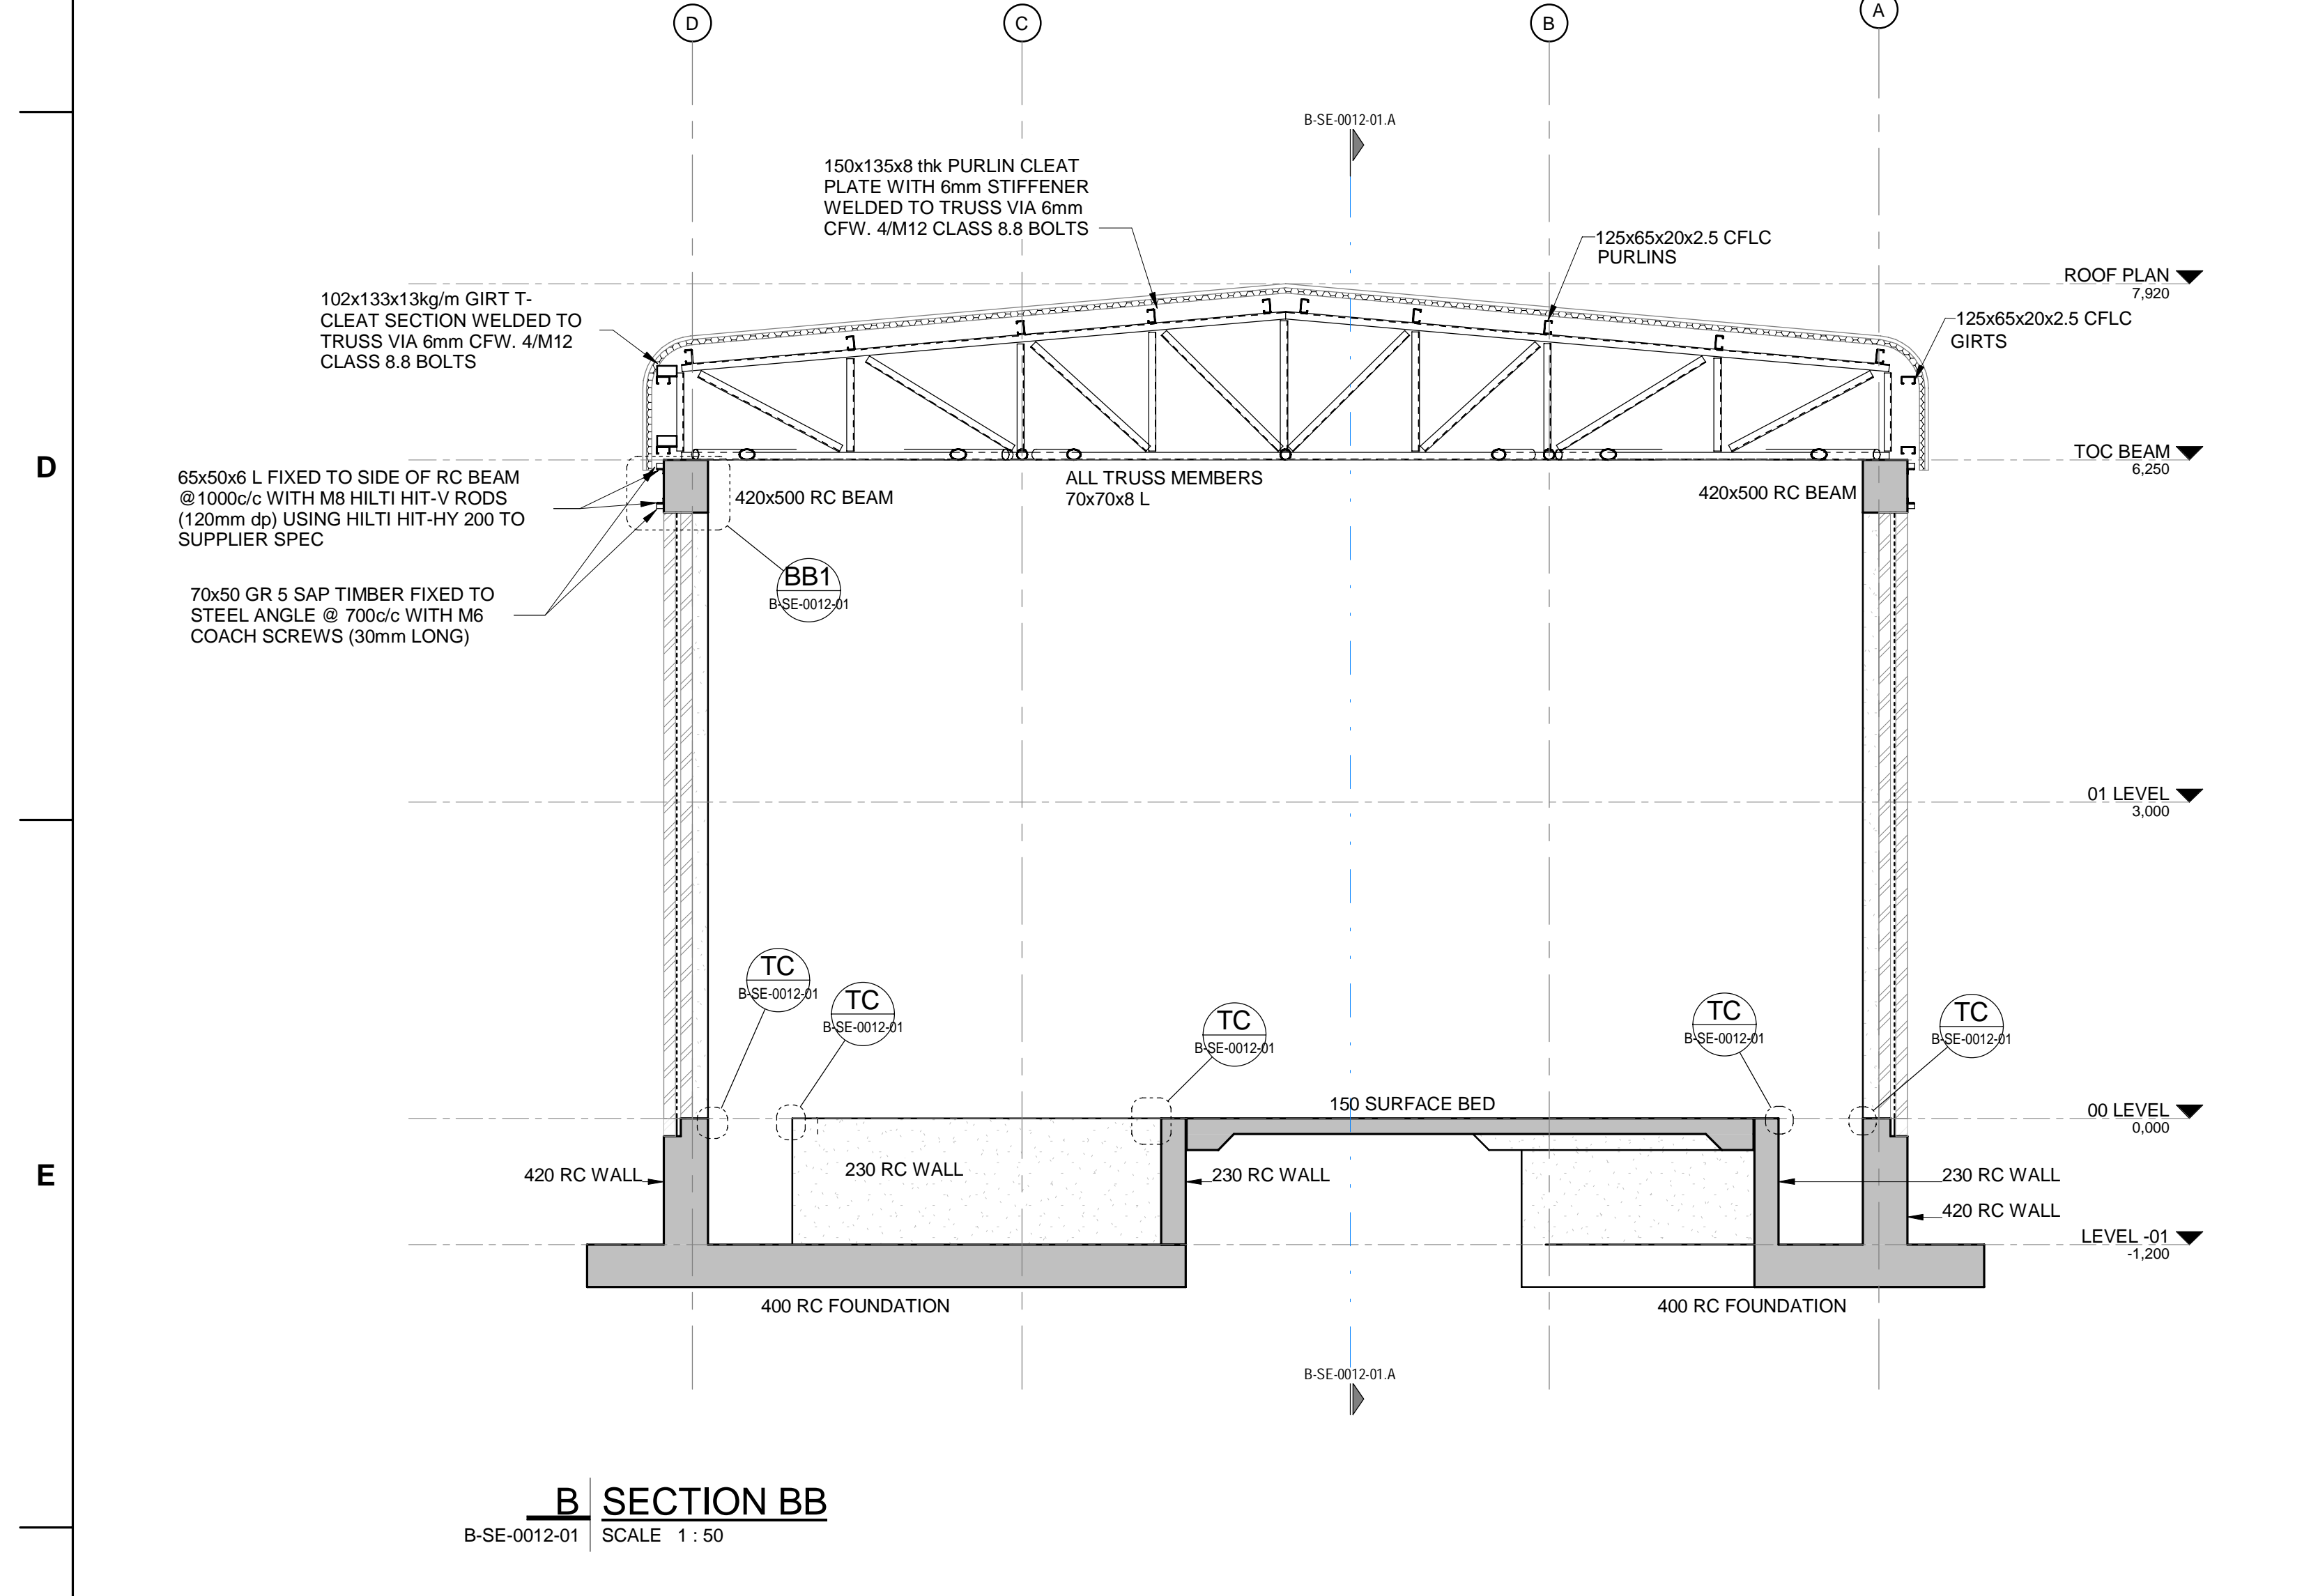 D
C
B
A
B-SE-0012-01.A
150x135x8 thk PURLIN CLEAT
PLATE WITH 6mm STIFFENER
WELDED TO TRUSS VIA 6mm
CFW. 4/M12 CLASS 8.8 BOLTS
125x65x20x2.5 CFLC
PURLINS
ROOF PLAN
7,920
102x133x13kg/m GIRT T-
CLEAT SECTION WELDED TO
TRUSS VIA 6mm CFW. 4/M12
CLASS 8.8 BOLTS
125x65x20x2.5 CFLC
GIRTS
D
TOC BEAM
6,250
65x50x6 L FIXED TO SIDE OF RC BEAM
@1000c/c WITH M8 HILTI HIT-V RODS
(120mm dp) USING HILTI HIT-HY 200 TO
SUPPLIER SPEC
420x500 RC BEAM
ALL TRUSS MEMBERS
70x70x8 L
420x500 RC BEAM
BB1
B-SE-0012-01
70x50 GR 5 SAP TIMBER FIXED TO
STEEL ANGLE @ 700c/c WITH M6
COACH SCREWS (30mm LONG)
01 LEVEL
3,000
TC
B-SE-0012-01
TC
B-SE-0012-01
TC
B-SE-0012-01
TC
B-SE-0012-01
TC
B-SE-0012-01
150 SURFACE BED
00 LEVEL
0,000
E
420 RC WALL
230 RC WALL
230 RC WALL
230 RC WALL
420 RC WALL
LEVEL -01
-1,200
400 RC FOUNDATION
400 RC FOUNDATION
B-SE-0012-01.A
B SECTION BB
B-SE-0012-01 SCALE 1 : 50